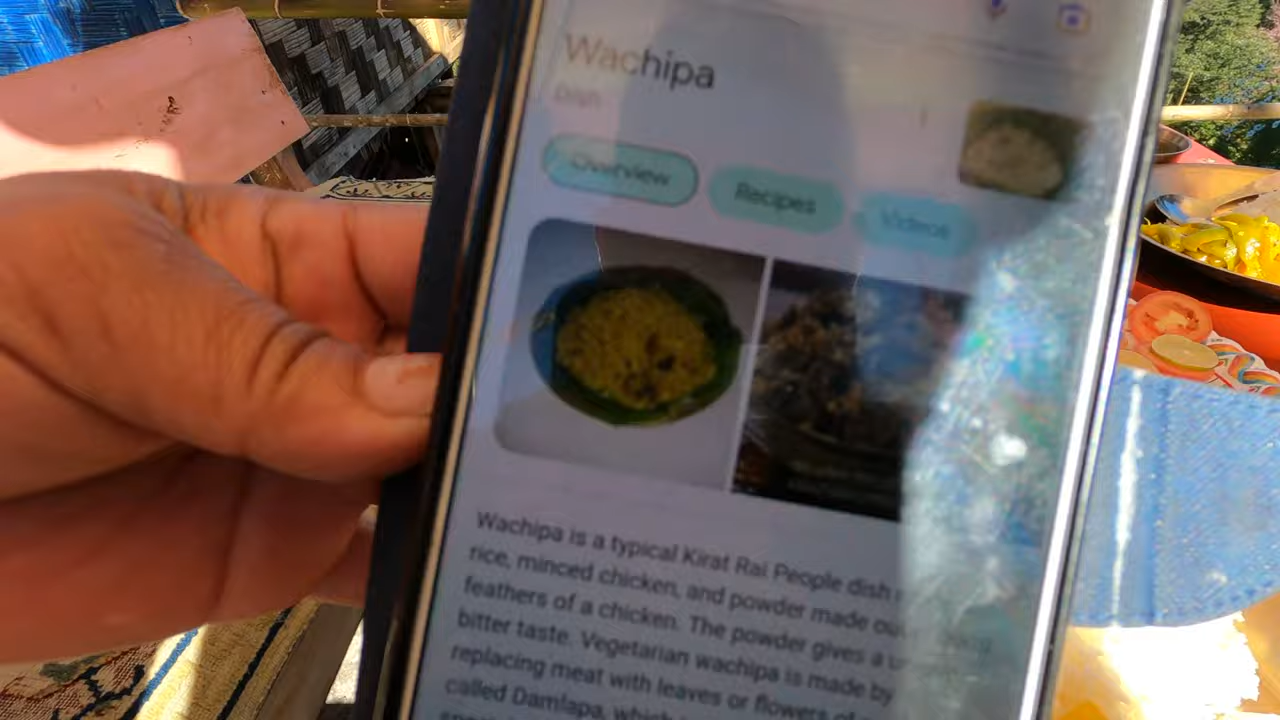 Wachipa
Dish
Overview
Recipes
Videos
Wachipa is a typical Kirat Rai People dish
rice, minced chicken, and powder made
feathers of a chicken. The powder gives a
bitter taste. Vegetarian wachipa is made by
replacing meat with leaves or flowers of
called Damlapa, which